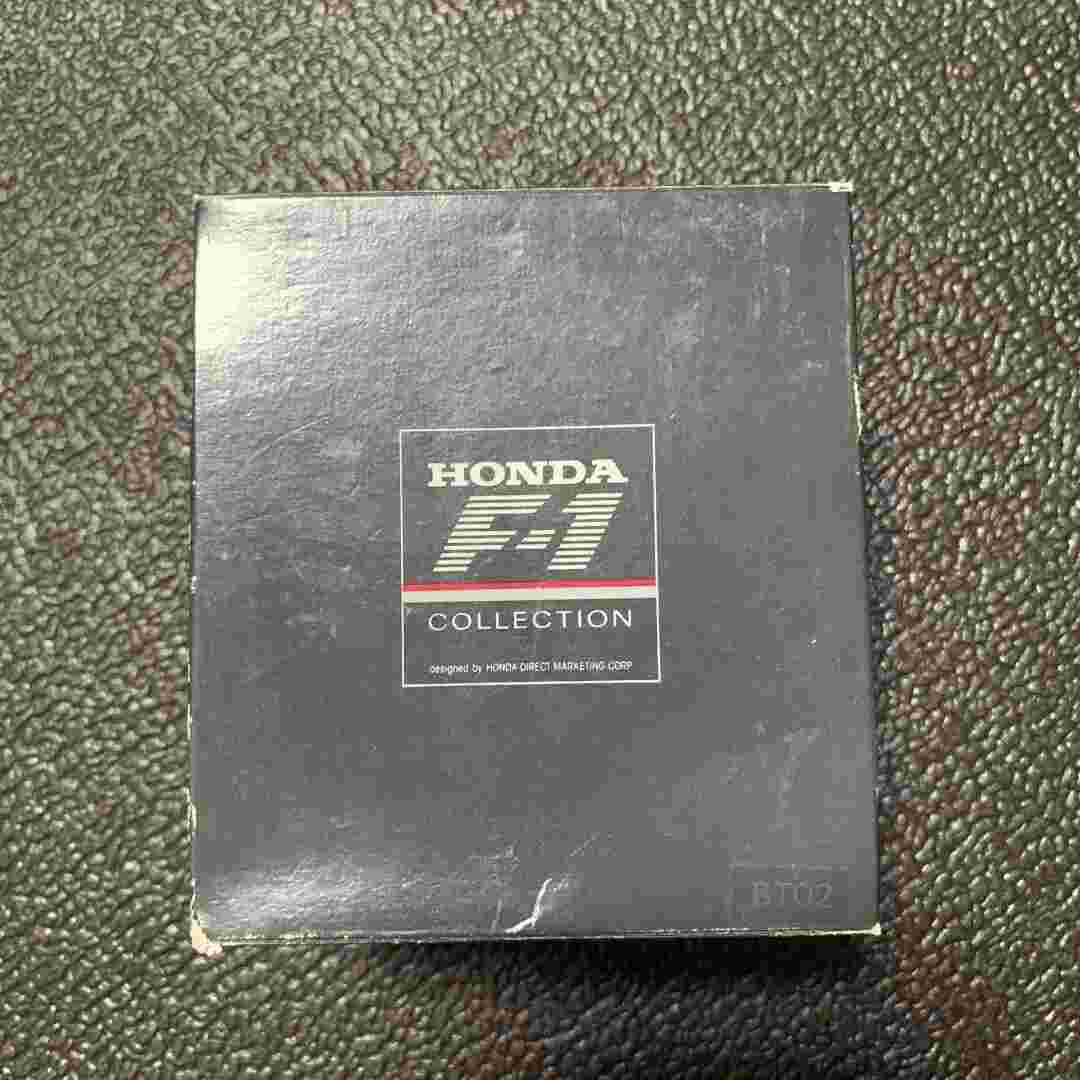 HONDA
F-1
COLLECTION
designed by HONDA DIRECT MARKETING CORP
BT02